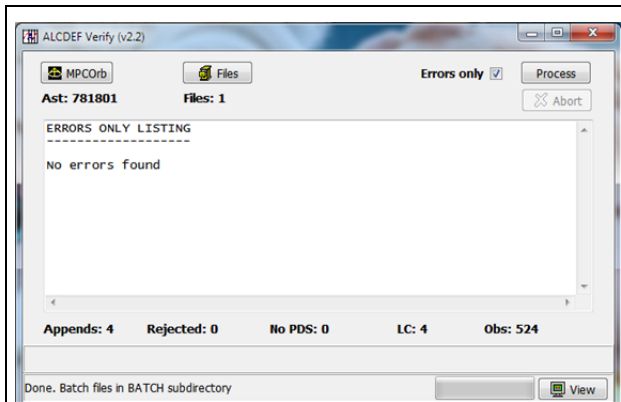 ALCDEF Verify (v2.2)
MPCOrb Files Errors only Process
Ast: 781801 Files: 1 Abort
ERRORS ONLY LISTING
-------------------
No errors found
Appends: 4 Rejected: 0 No PDS: 0 LC: 4 Obs: 524
Done. Batch files in BATCH subdirectory View